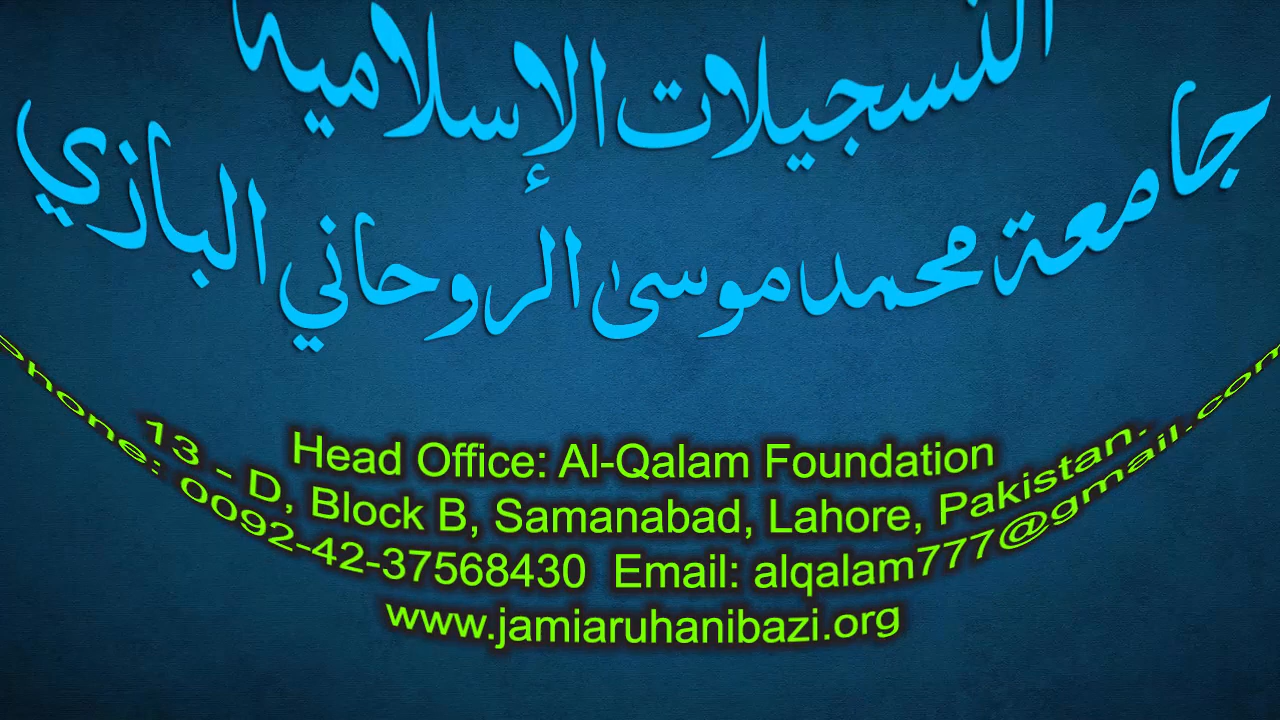 التسجيلات الإسلامية
جامعة محمد موسىٰ الروحاني البازي
Head Office: Al-Qalam Foundation
13 - D, Block B, Samanabad, Lahore, Pakistan.
Phone: 0092-42-37568430 Email: alqalam777@gmail.com
www.jamiaruhanibazi.org